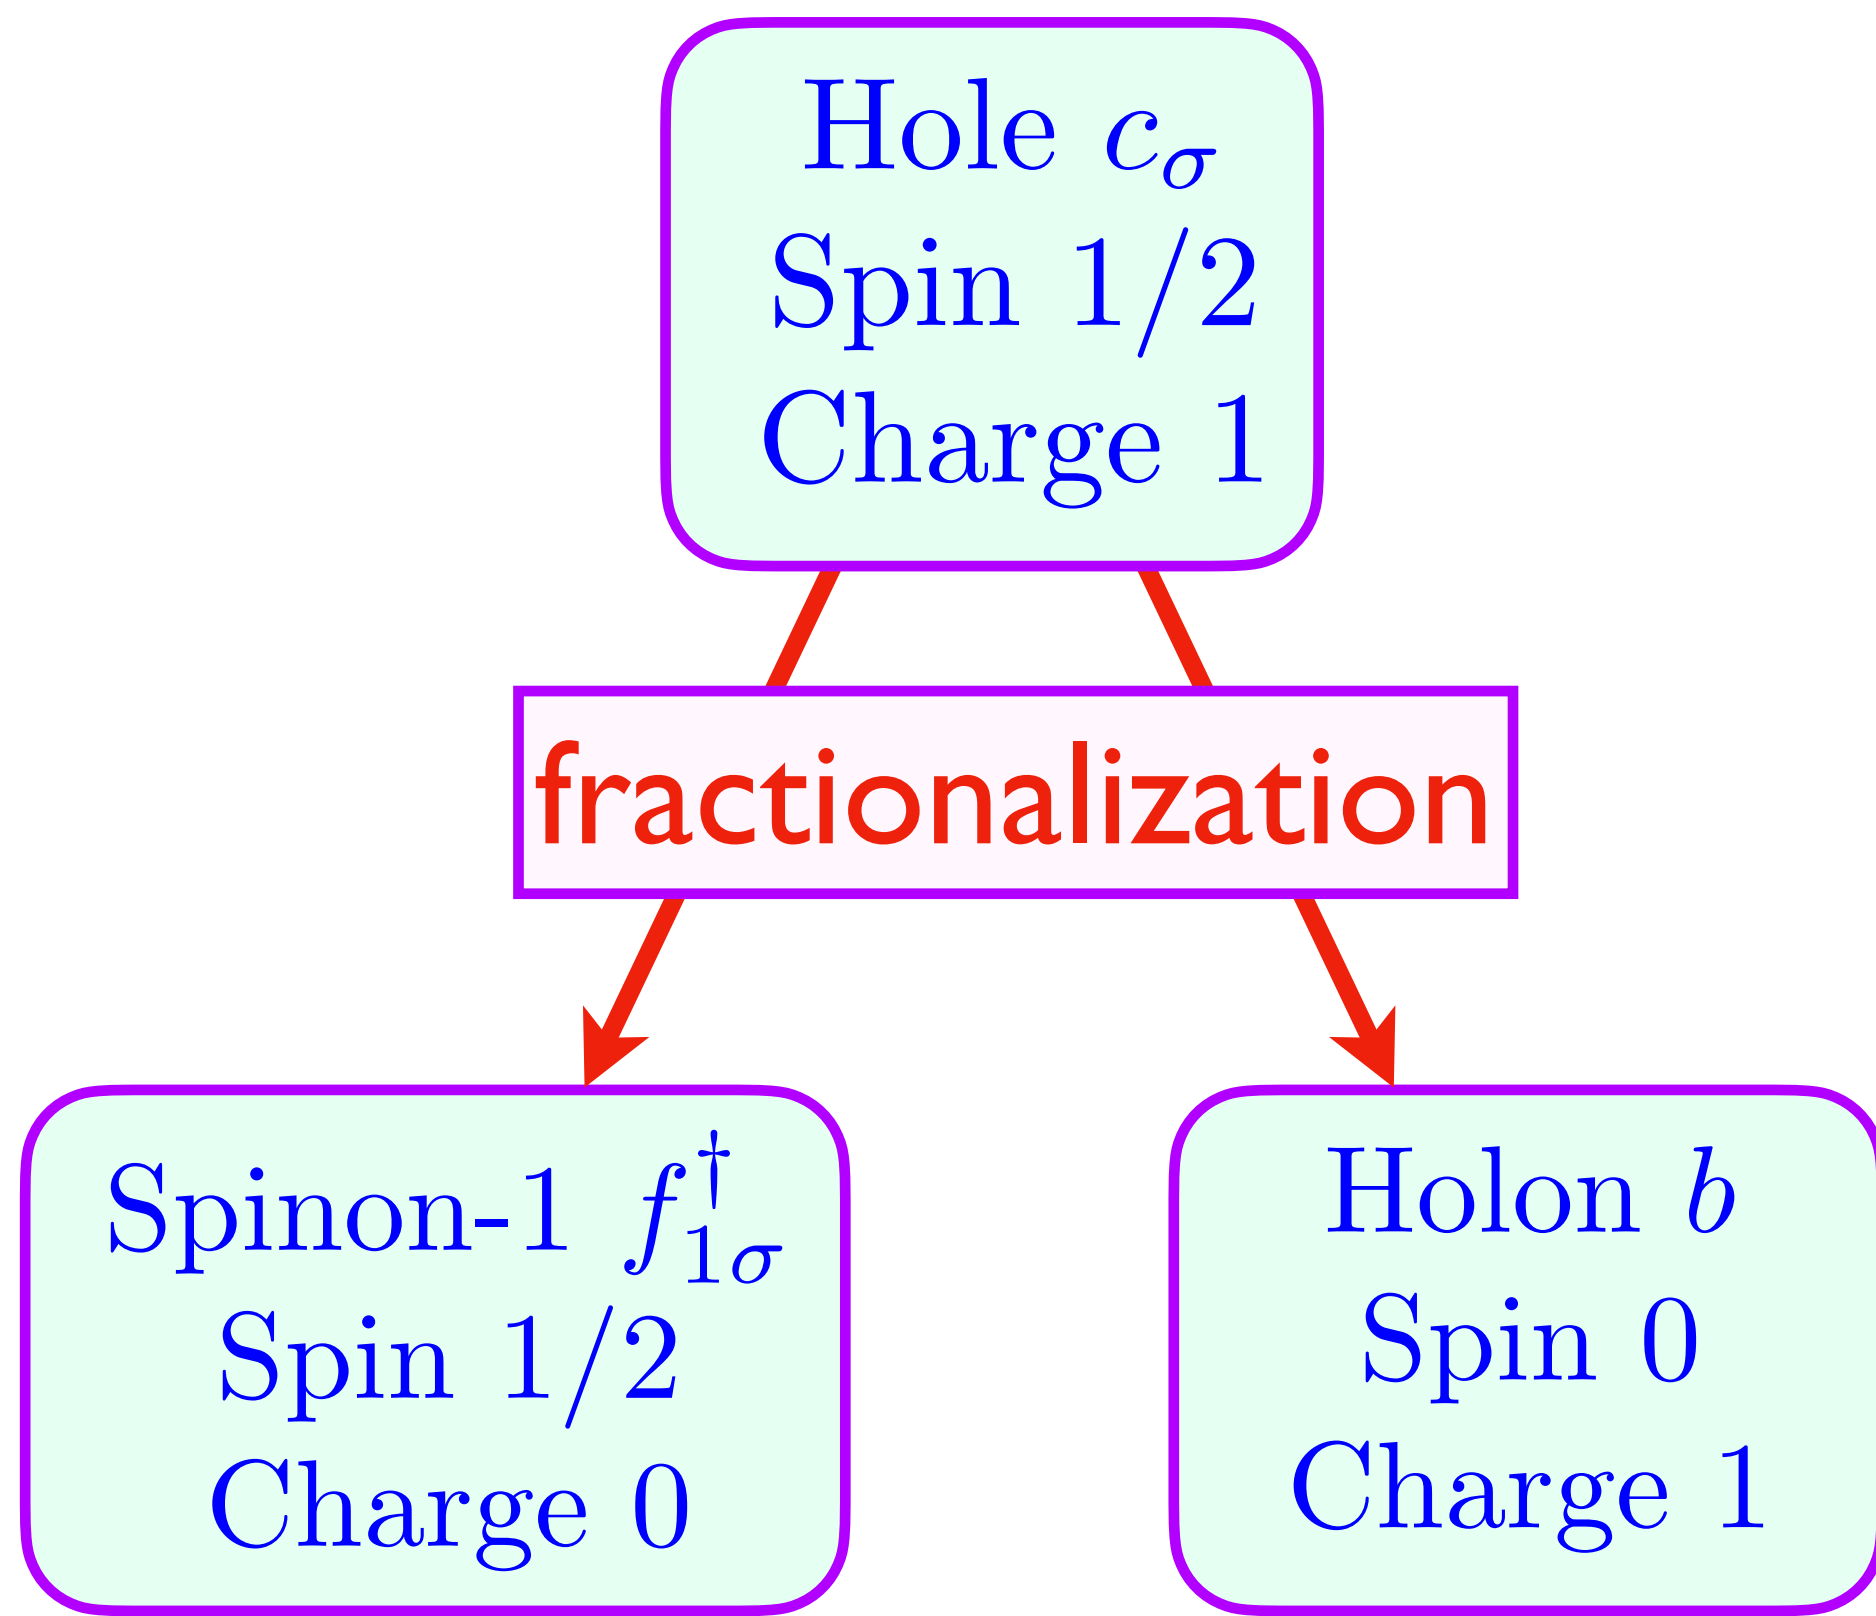 Hole $c_\sigma$
Spin 1/2
Charge 1
fractionalization
Spinon-1 $f_{1\sigma}^\dagger$
Spin 1/2
Charge 0
Holon $b$
Spin 0
Charge 1